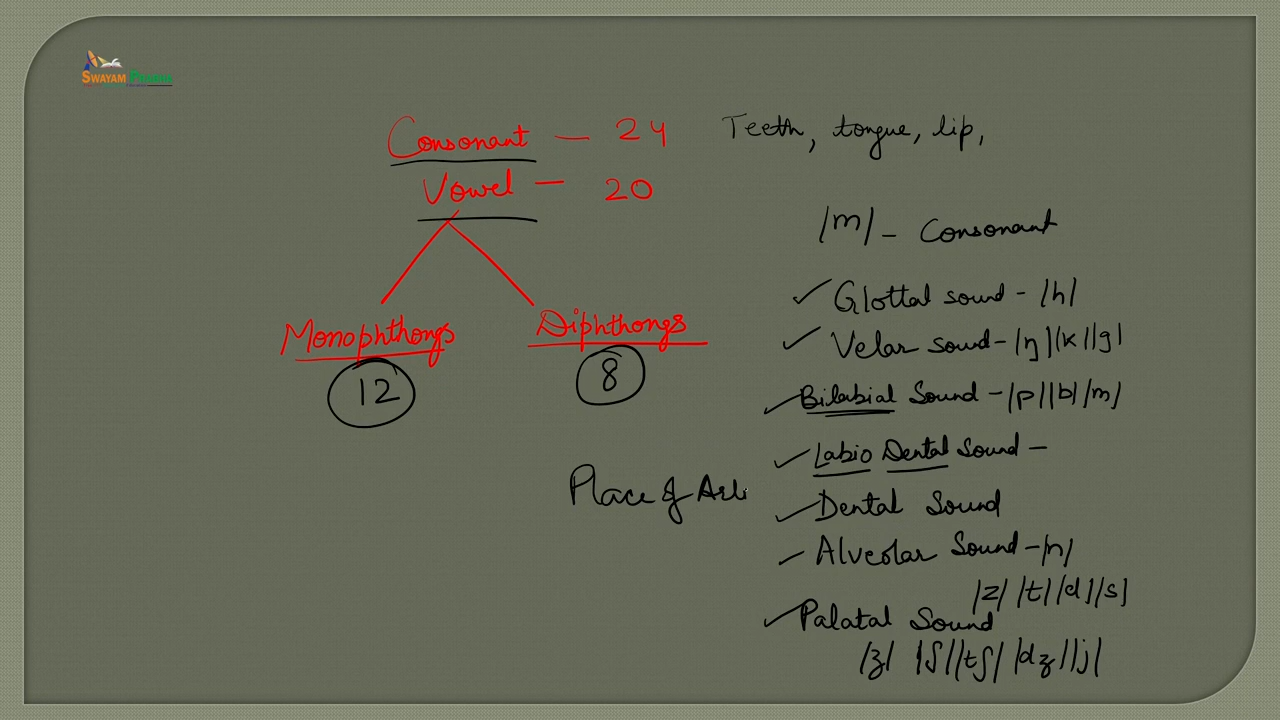 SWAYAM PRABHA
Consonant — 24
Vowel — 20
Monophthongs
12
Diphthongs
8
Place of Arti
Teeth, tongue, lip,
/m/ - Consonant
Glottal sound - /h/
Velar sound - /ŋ/ /k/ /g/
Bilabial Sound - /p/ /b/ /m/
Labio Dental Sound -
Dental Sound
Alveolar Sound - /n/
/z/ /t/ /d/ /s/
Palatal Sound
/ʒ/ /ʃ/ /tʃ/ /dʒ/ /j/